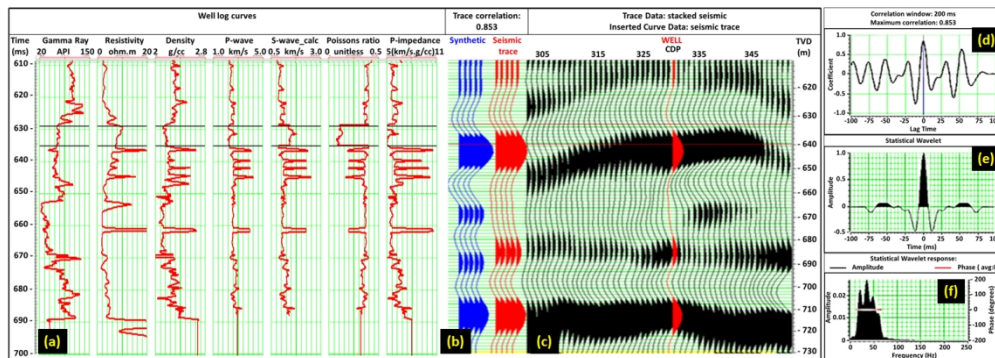 Well log curves
Trace correlation:
0.853
Trace Data: stacked seismic
Inserted Curve Data: seismic trace
Correlation window: 200 ms
Maximum correlation: 0.853
Time
(ms)
Gamma Ray
20 API 150
Resistivity
ohm.m 20
Density
2 g/cc 2.8
P-wave
1.0 km/s 5.0
S-wave_calc
0.5 km/s 3.0
Poissons ratio
0 unitless 0.5
P-impedance
5(km/s.g/cc)11
Synthetic
Seismic
trace
WELL
CDP
305 315 335 345
TVD
(m)
610
620
630
640
650
660
670
680
690
700
620
630
640
650
660
670
680
690
700
710
720
730
(a)
(b)
(c)
(d)
Coefficient
1.0
0.5
0
-0.5
-1.0
-100 -75 -50 -25 0 25 50 75 100
Lag Time
Statistical Wavelet
(e)
Amplitude
1.0
0.5
0
-0.5
-100 -75 -50 -25 0 25 50 75 100
Time (ms)
Statistical Wavelet response:
Amplitude
(f)
Amplitude
0.02
0.01
0
200
100
0
-100
-200
Phase (degrees)
0 50 100 150 200 250
Frequency (Hz)